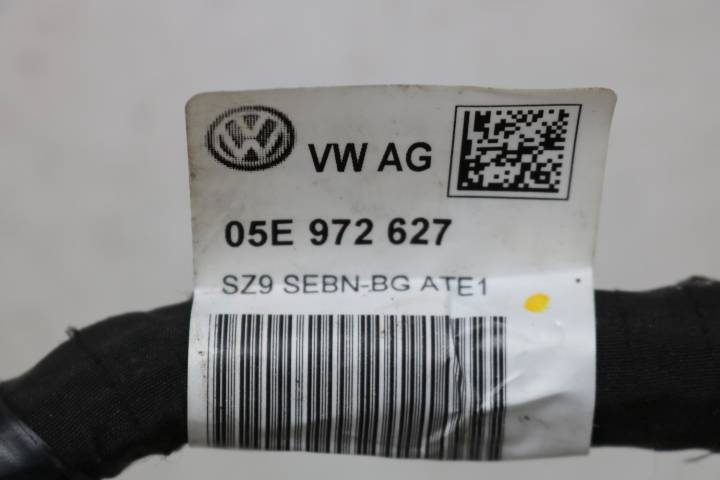 VW AG
05E 972 627
SZ9 SEBN-BG ATE1